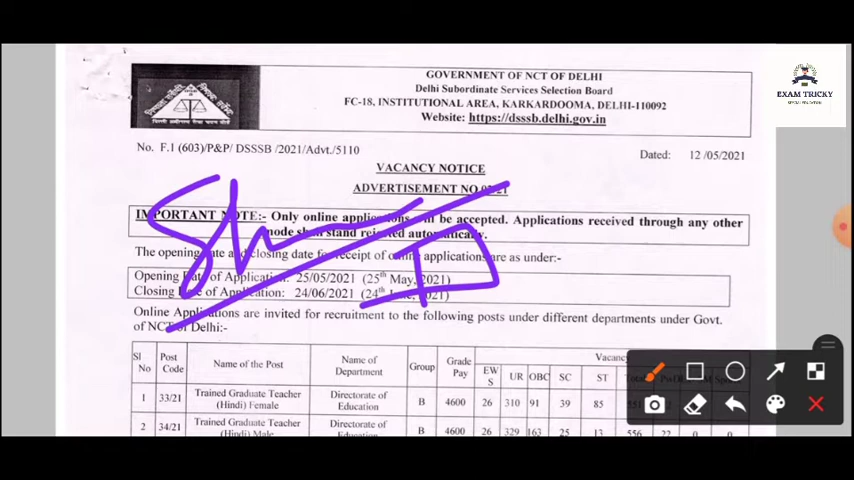 GOVERNMENT OF NCT OF DELHI
Delhi Subordinate Services Selection Board
FC-18, INSTITUTIONAL AREA, KARKARDOOMA, DELHI-110092
Website: https://dsssb.delhi.gov.in
EXAM TRICKY
SPECIAL EDUCATION
No. F.1 (603)/P&P/ DSSSB /2021/Advt./5110
Dated: 12/05/2021
VACANCY NOTICE
ADVERTISEMENT NO
IMPORTANT NOTE:- Only online applications will be accepted. Applications received through any other
mode shall stand rejected automatically.
The opening date and closing date for receipt of online applications are as under:-
Opening Date of Application: 25/05/2021 (25th May, 2021)
Closing Date of Application: 24/06/2021 (24th June, 2021)
Online Applications are invited for recruitment to the following posts under different departments under Govt.
of NCT of Delhi:-
Sl No Post Code Name of the Post Name of Department Group Grade Pay Vacancy
EWS UR OBC SC ST
1 33/21 Trained Graduate Teacher (Hindi) Female Directorate of Education B 4600 26 310 91 39 85
2 34/21 Trained Graduate Teacher (Hindi) Male Directorate of Education B 4600 26 329 163 25 13 556 22 0 0